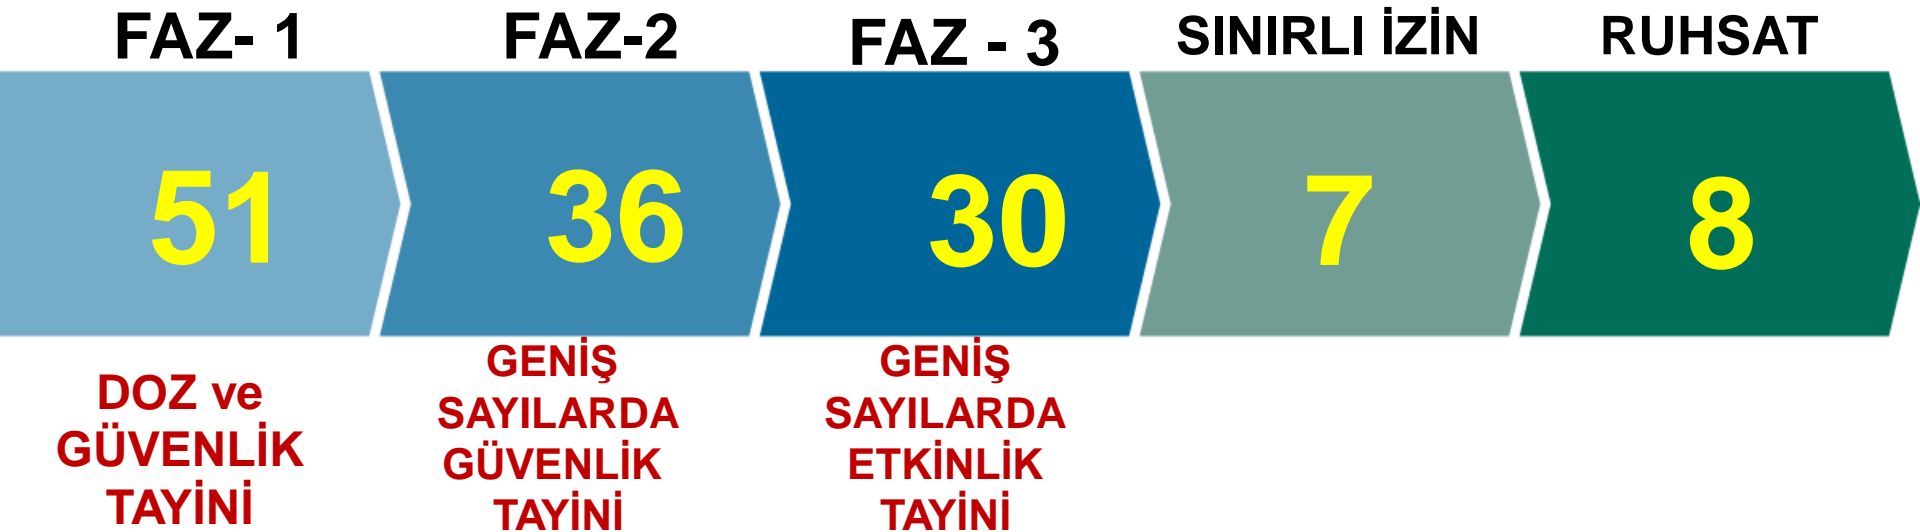 FAZ- 1
FAZ-2
FAZ - 3
SINIRLI İZİN
RUHSAT
51
36
30
7
8
DOZ ve
GÜVENLİK
TAYİNİ
GENİŞ
SAYILARDA
GÜVENLİK
TAYİNİ
GENİŞ
SAYILARDA
ETKİNLİK
TAYİNİ